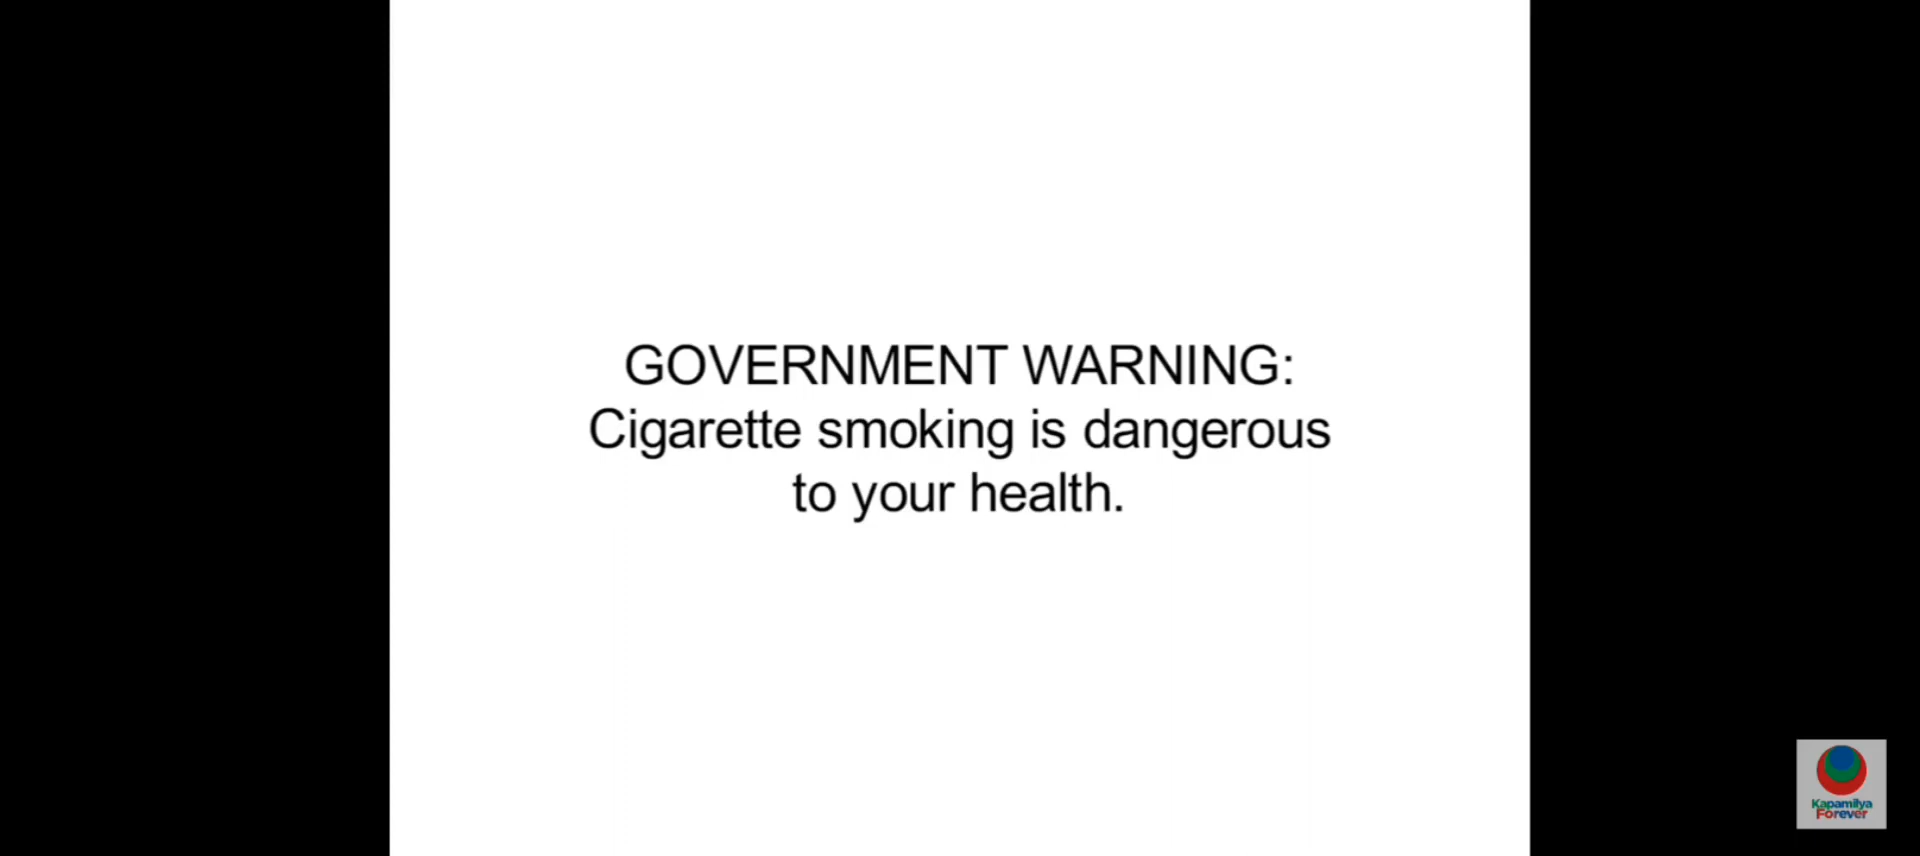 GOVERNMENT WARNING:
Cigarette smoking is dangerous
to your health.
Kapamilya
Forever